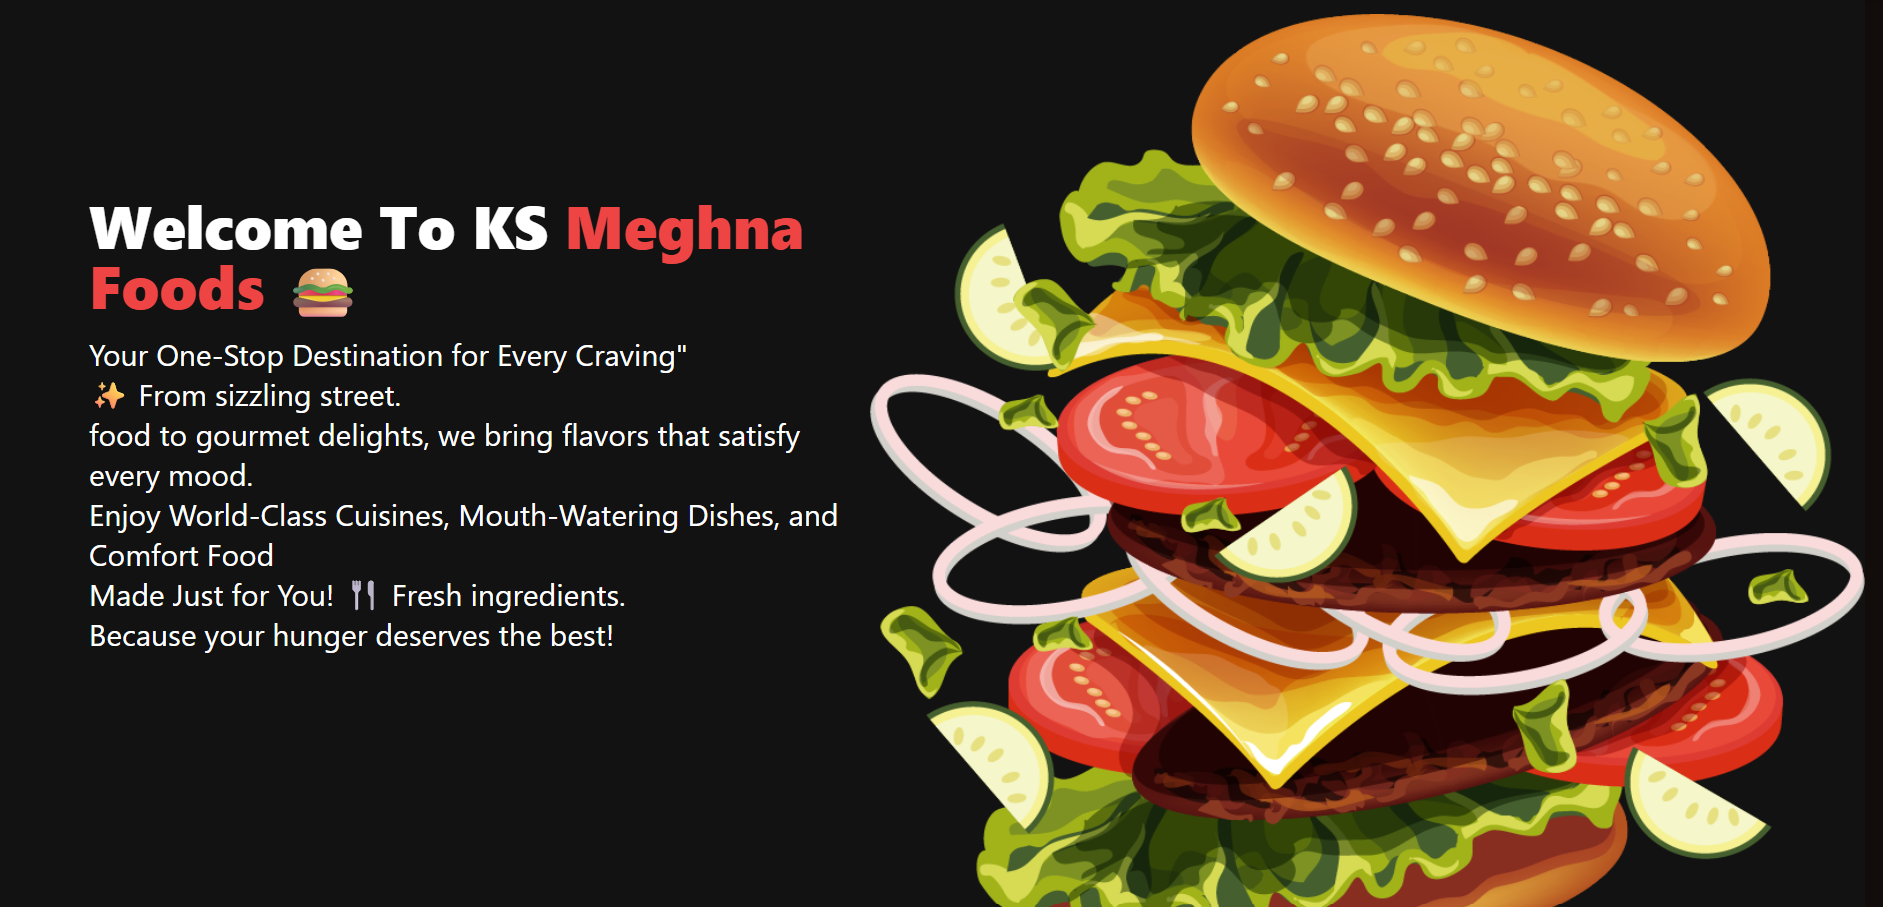 Welcome To KS Meghna
Foods 🍔
Your One-Stop Destination for Every Craving"
✨ From sizzling street.
food to gourmet delights, we bring flavors that satisfy
every mood.
Enjoy World-Class Cuisines, Mouth-Watering Dishes, and
Comfort Food
Made Just for You! 🍴 Fresh ingredients.
Because your hunger deserves the best!